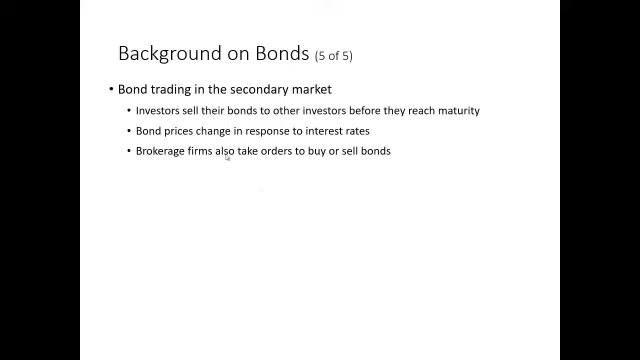 Background on Bonds (5 of 5)
• Bond trading in the secondary market
• Investors sell their bonds to other investors before they reach maturity
• Bond prices change in response to interest rates
• Brokerage firms also take orders to buy or sell bonds